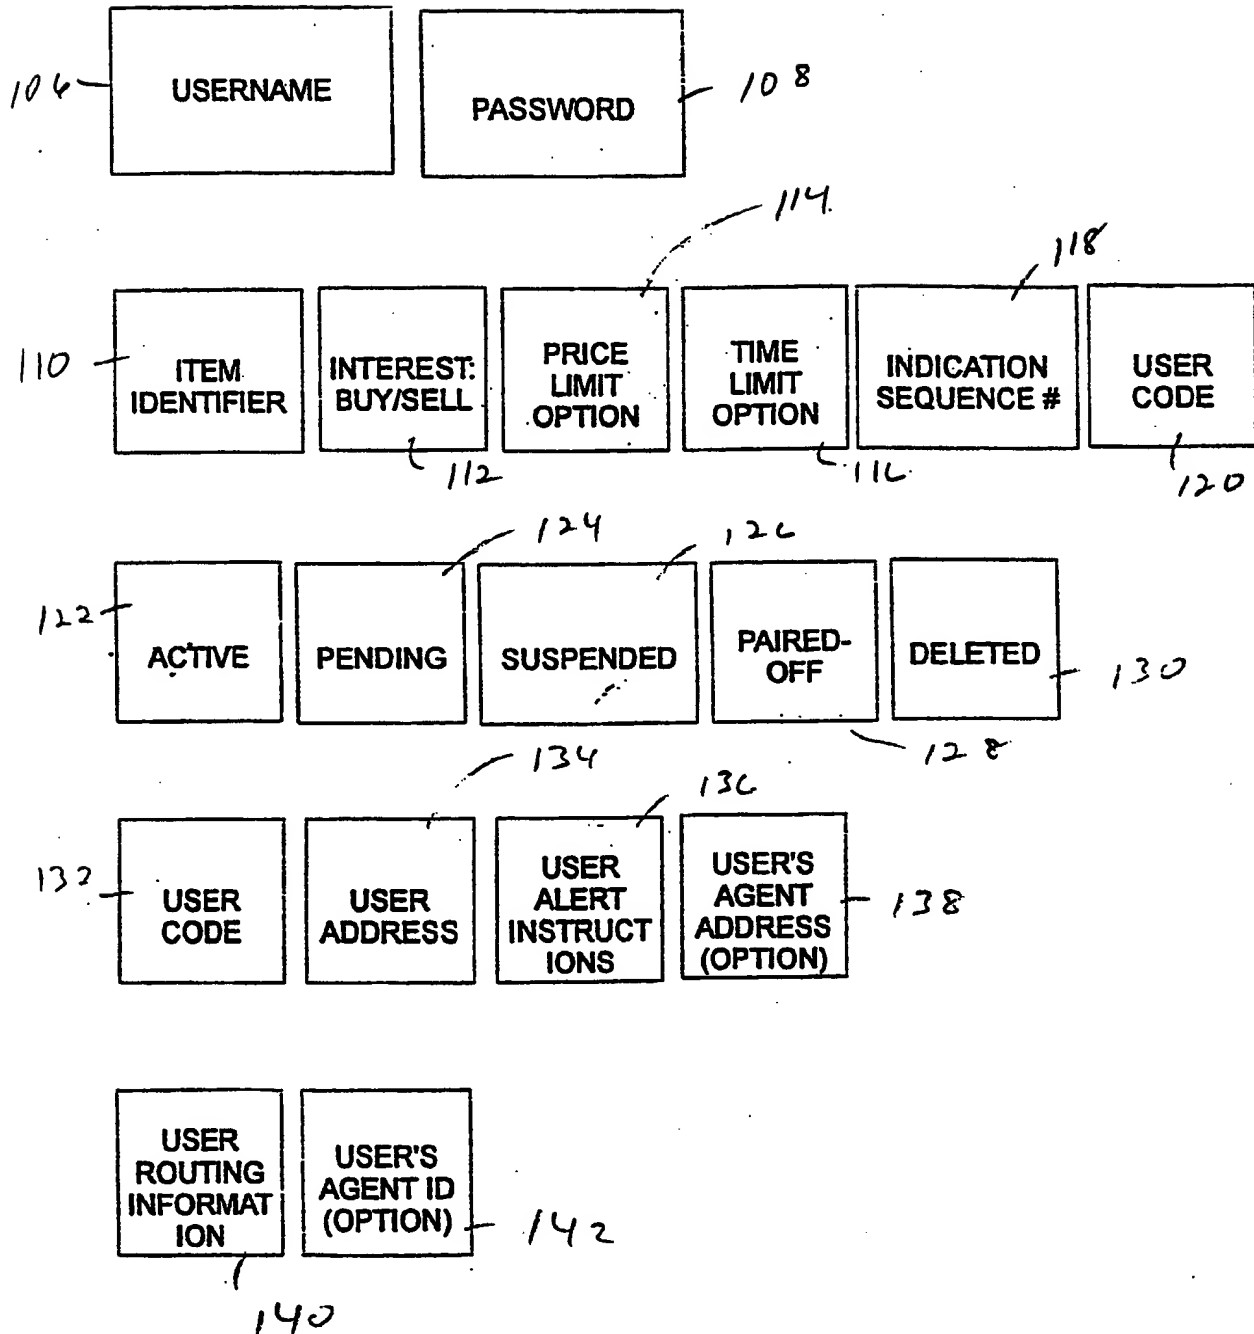 106
USERNAME
PASSWORD
108
114
118
110
ITEM
IDENTIFIER
INTEREST:
BUY/SELL
PRICE
LIMIT
OPTION
TIME
LIMIT
OPTION
INDICATION
SEQUENCE #
USER
CODE
112
116
120
124
126
122
ACTIVE
PENDING
SUSPENDED
PAIRED-
OFF
DELETED
130
128
134
136
132
USER
CODE
USER
ADDRESS
USER
ALERT
INSTRUCT
IONS
USER'S
AGENT
ADDRESS
(OPTION)
138
USER
ROUTING
INFORMAT
ION
USER'S
AGENT ID
(OPTION)
142
140